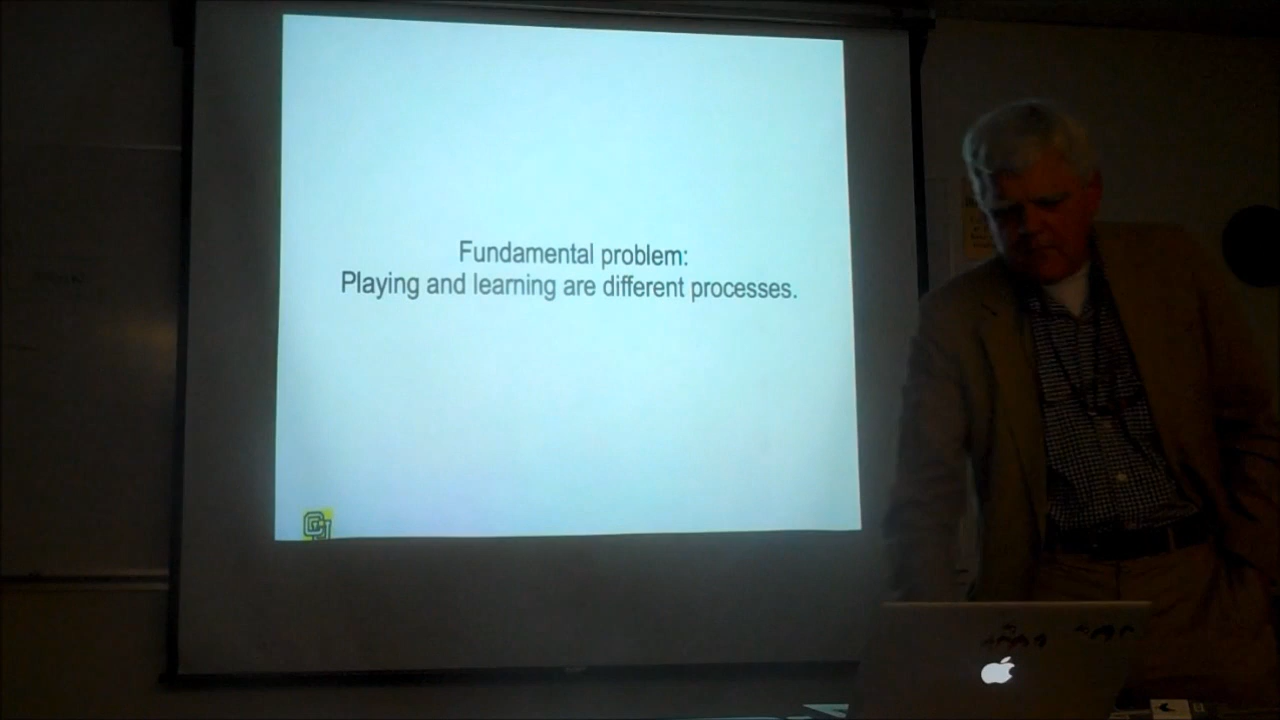 Fundamental problem:
Playing and learning are different processes.